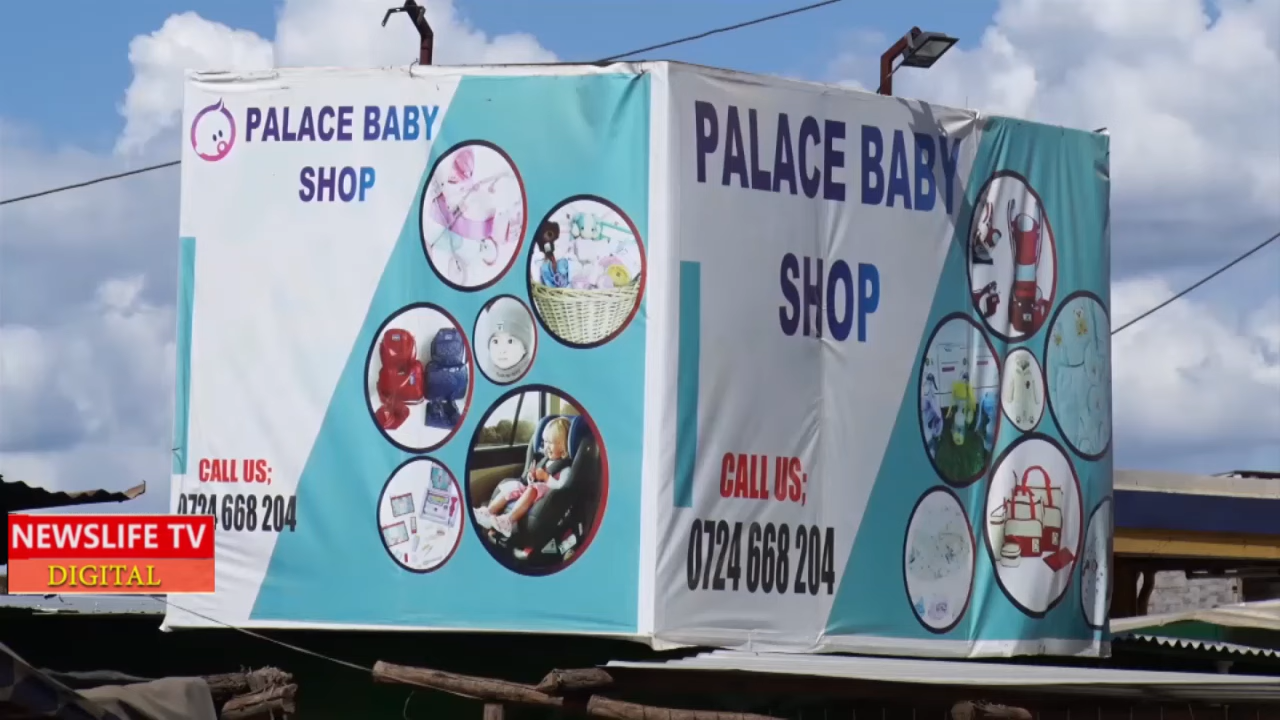 PALACE BABY
SHOP
CALL US;
0724 668 204
PALACE BABY
SHOP
CALL US;
0724 668 204
NEWSLIFE TV
DIGITAL